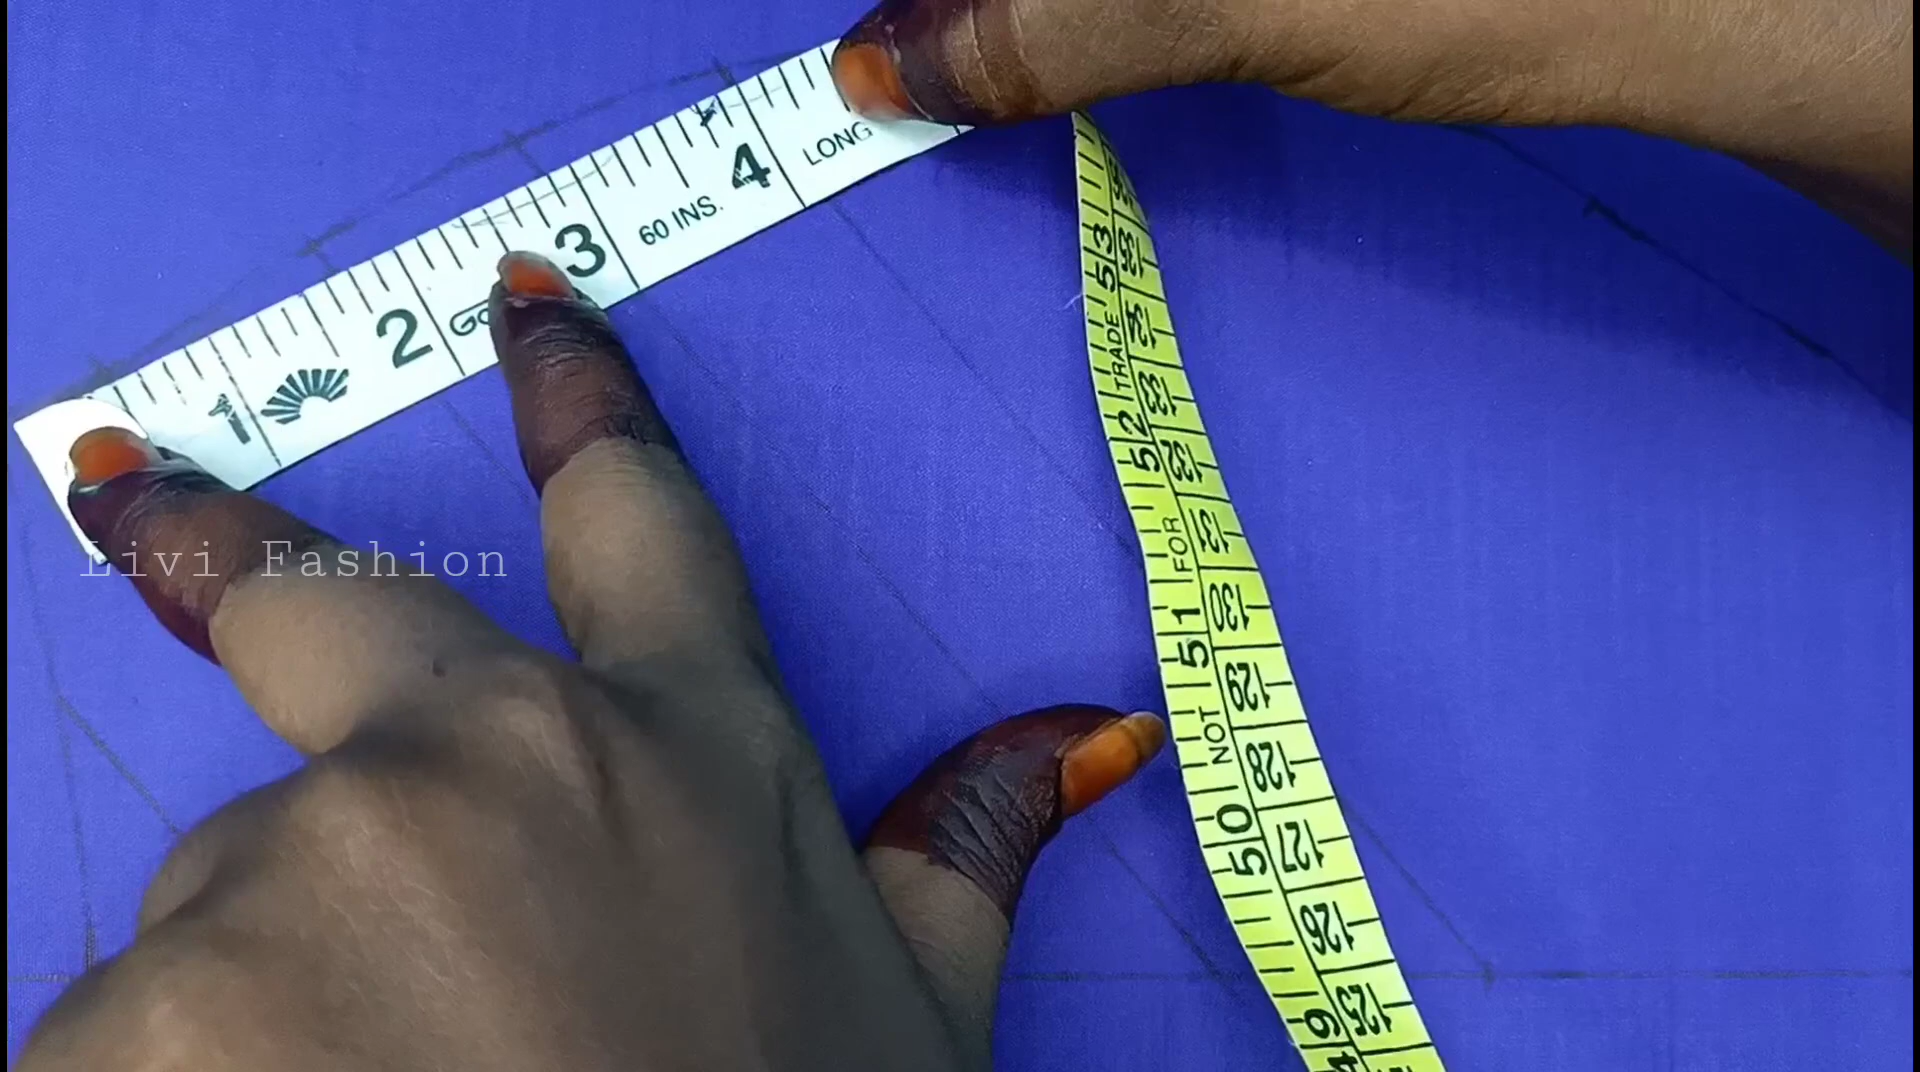 1 2 3 4
60 INS. LONG
Livi Fashion
53 52 51 50
TRADE FOR NOT
135 134 133 132 131 130 129 128 127 126 125